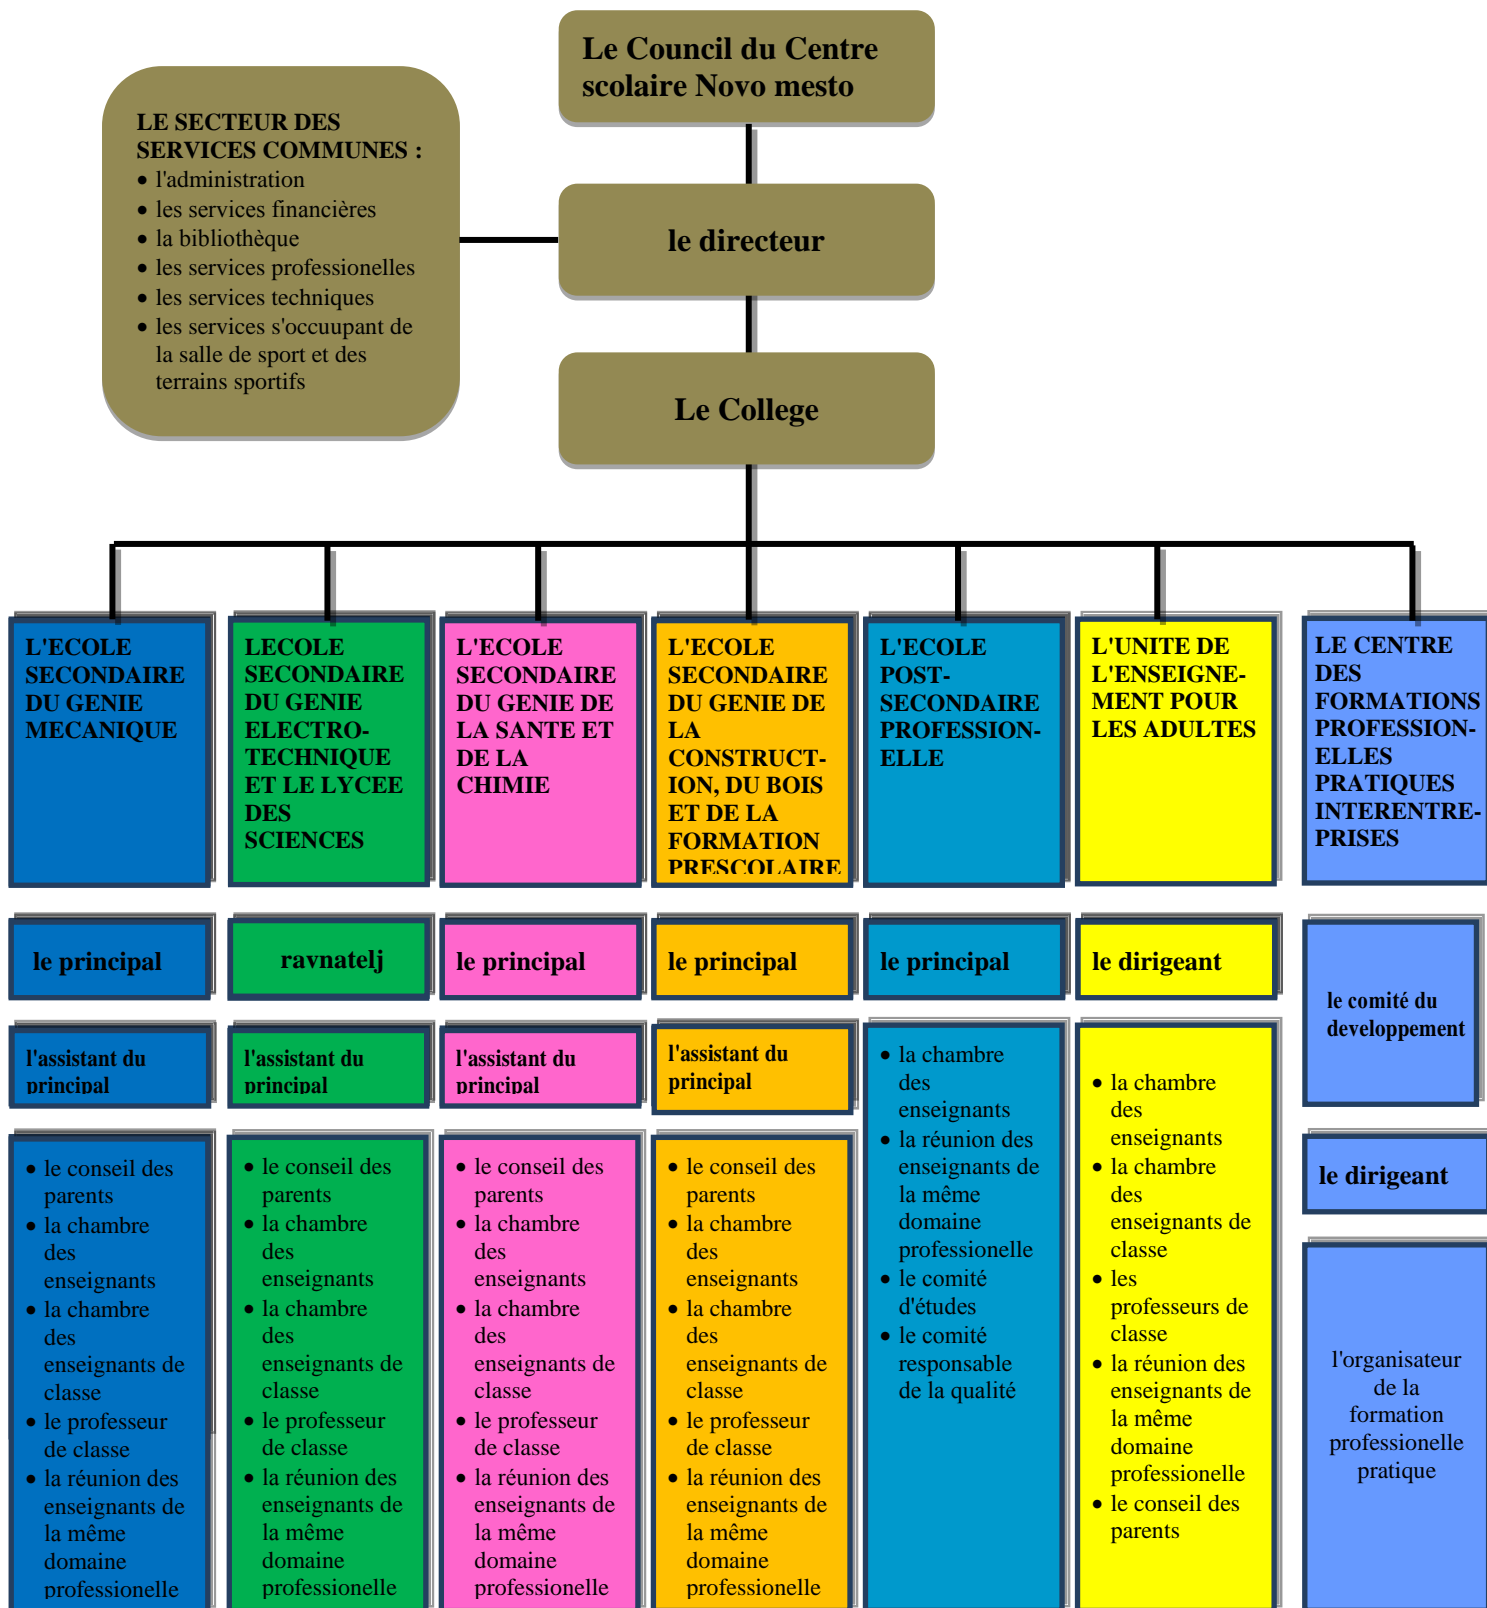 Le Council du Centre
scolaire Novo mesto
LE SECTEUR DES
SERVICES COMMUNES :
• l'administration
• les services financières
• la bibliothèque
• les services professionelles
• les services techniques
• les services s'occuupant de
la salle de sport et des
terrains sportifs
le directeur
Le College
L'ECOLE
SECONDAIRE
DU GENIE
MECANIQUE
LECOLE
SECONDAIRE
DU GENIE
ELECTRO-
TECHNIQUE
ET LE LYCEE
DES
SCIENCES
L'ECOLE
SECONDAIRE
DU GENIE DE
LA SANTE ET
DE LA
CHIMIE
L'ECOLE
SECONDAIRE
DU GENIE DE
LA
CONSTRUCT-
ION, DU BOIS
ET DE LA
FORMATION
PRESCOLAIRE
L'ECOLE
POST-
SECONDAIRE
PROFESSION-
ELLE
L'UNITE DE
L'ENSEIGNE-
MENT POUR
LES ADULTES
LE CENTRE
DES
FORMATIONS
PROFESSION-
ELLES
PRATIQUES
INTERENTRE-
PRISES
le principal
ravnatelj
le principal
le principal
le principal
le dirigeant
le comité du
developpement
l'assistant du
principal
l'assistant du
principal
l'assistant du
principal
l'assistant du
principal
• le conseil des
parents
• la chambre
des
enseignants
• la chambre
des
enseignants de
classe
• le professeur
de classe
• la réunion des
enseignants de
la même
domaine
professionelle
• le conseil des
parents
• la chambre
des
enseignants
• la chambre
des
enseignants de
classe
• le professeur
de classe
• la réunion des
enseignants de
la même
domaine
professionelle
• le conseil des
parents
• la chambre
des
enseignants
• la chambre
des
enseignants de
classe
• le professeur
de classe
• la réunion des
enseignants de
la même
domaine
professionelle
• le conseil des
parents
• la chambre
des
enseignants
• la chambre
des
enseignants de
classe
• le professeur
de classe
• la réunion des
enseignants de
la même
domaine
professionelle
• la chambre
des
enseignants
• la réunion des
enseignants de
la même
domaine
professionelle
• le comité
d'études
• le comité
responsable
de la qualité
• la chambre
des
enseignants
• la chambre
des
enseignants de
classe
• les
professeurs de
classe
• la réunion des
enseignants de
la même
domaine
professionelle
• le conseil des
parents
le dirigeant
l'organisateur
de la
formation
professionelle
pratique